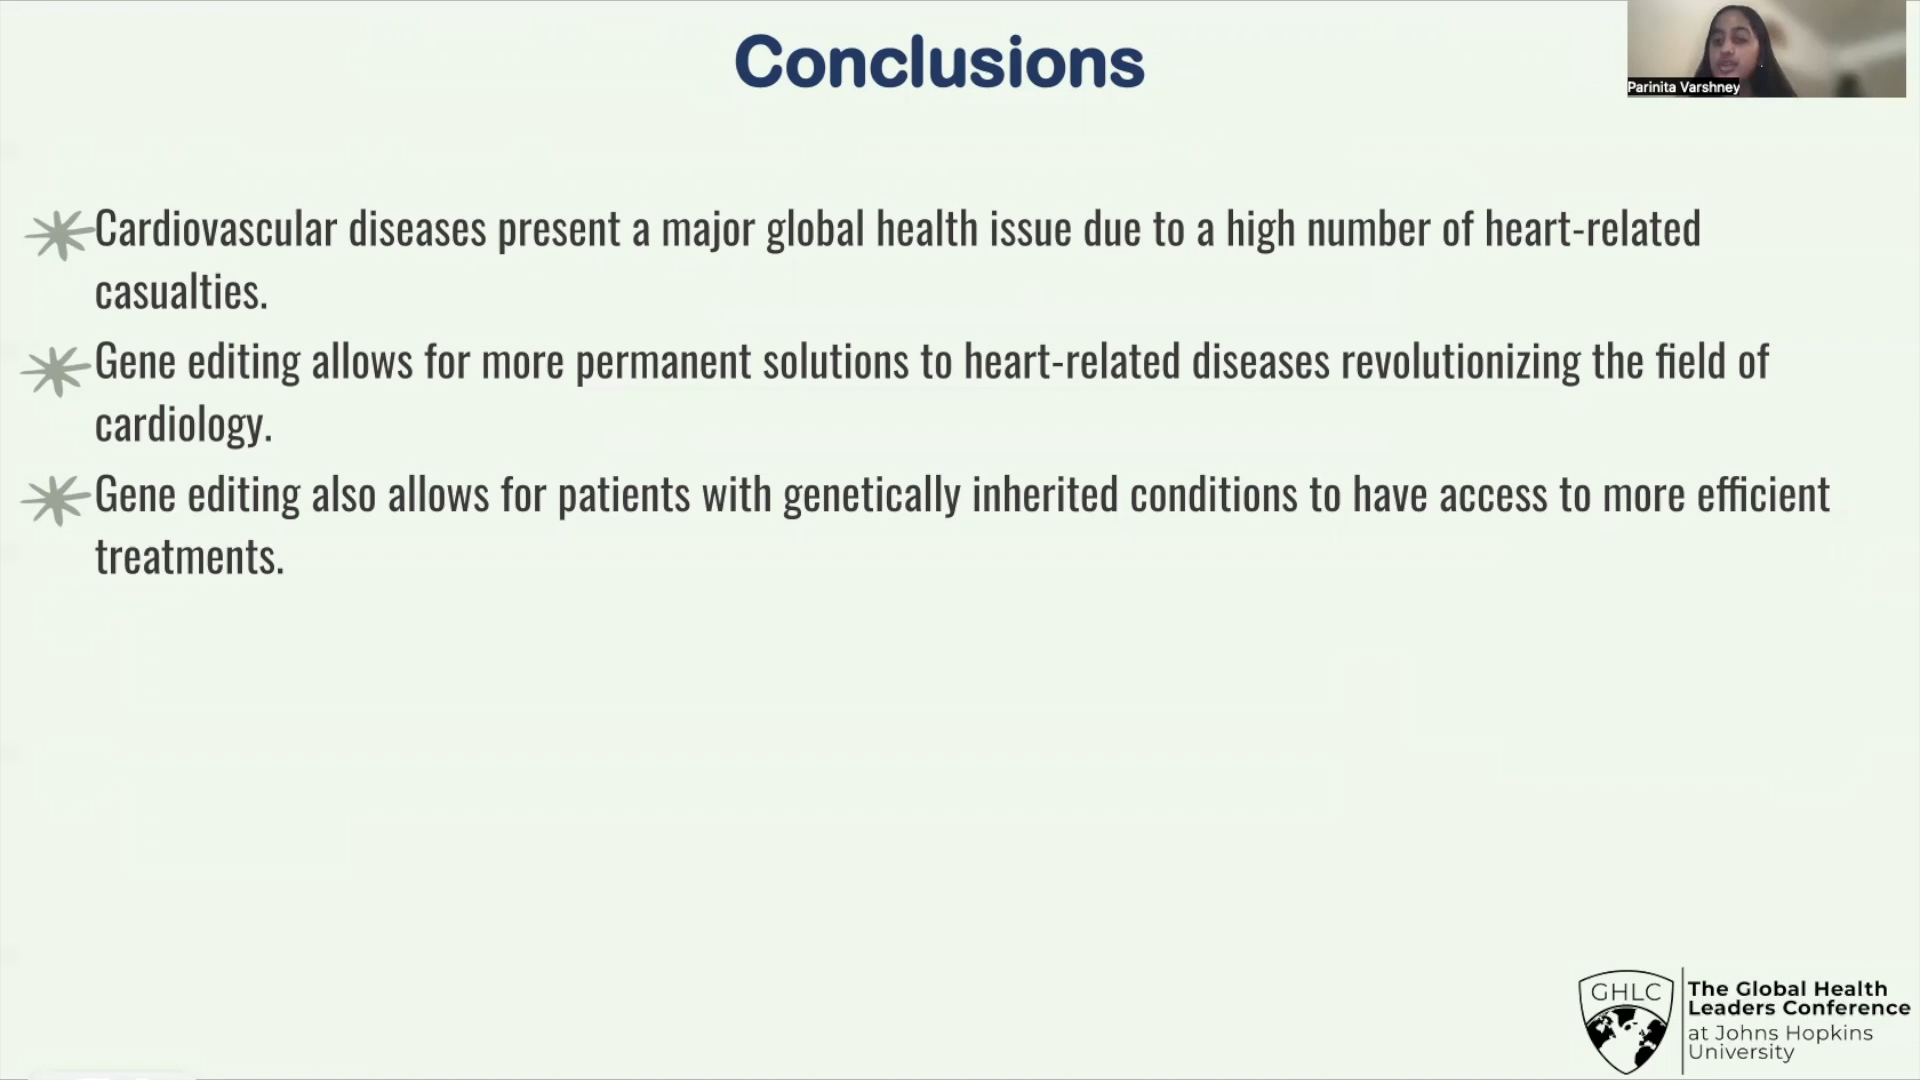 Conclusions
Parinita Varshney
Cardiovascular diseases present a major global health issue due to a high number of heart-related
casualties.
Gene editing allows for more permanent solutions to heart-related diseases revolutionizing the field of
cardiology.
Gene editing also allows for patients with genetically inherited conditions to have access to more efficient
treatments.
GHLC
The Global Health
Leaders Conference
at Johns Hopkins
University